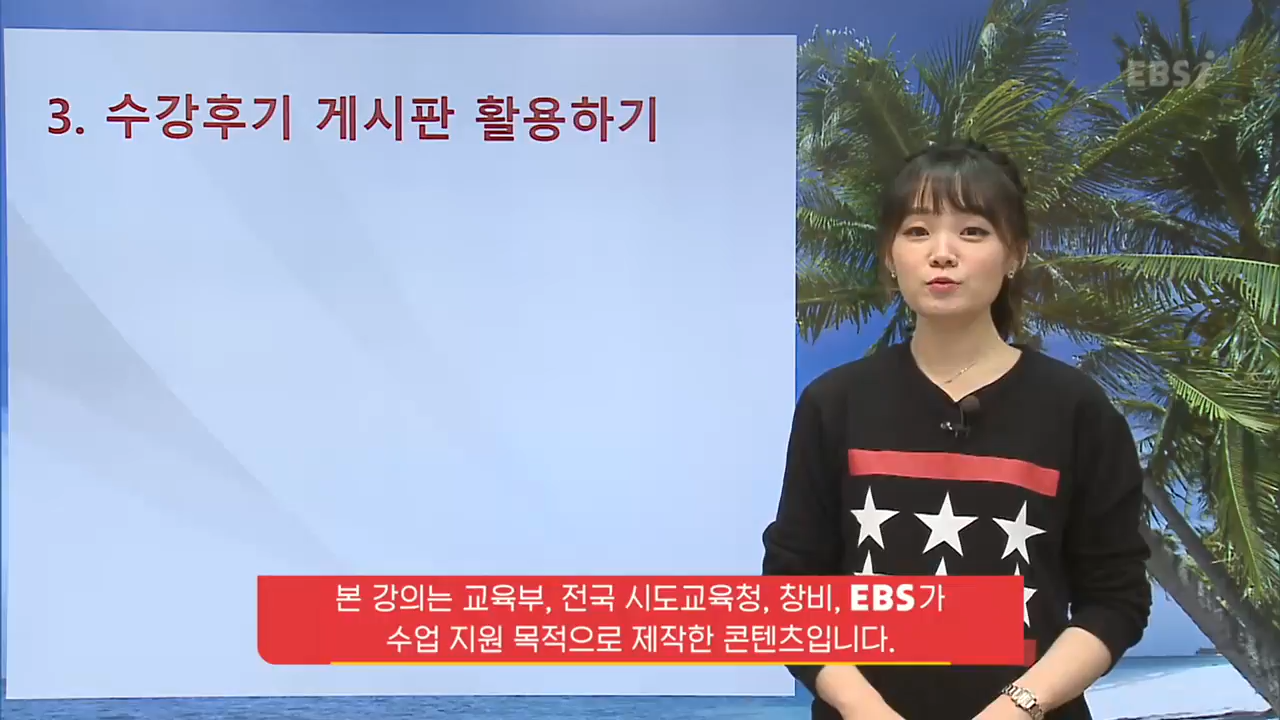 3. 수강후기 게시판 활용하기
EBSi
본 강의는 교육부, 전국 시도교육청, 창비, EBS가
수업 지원 목적으로 제작한 콘텐츠입니다.